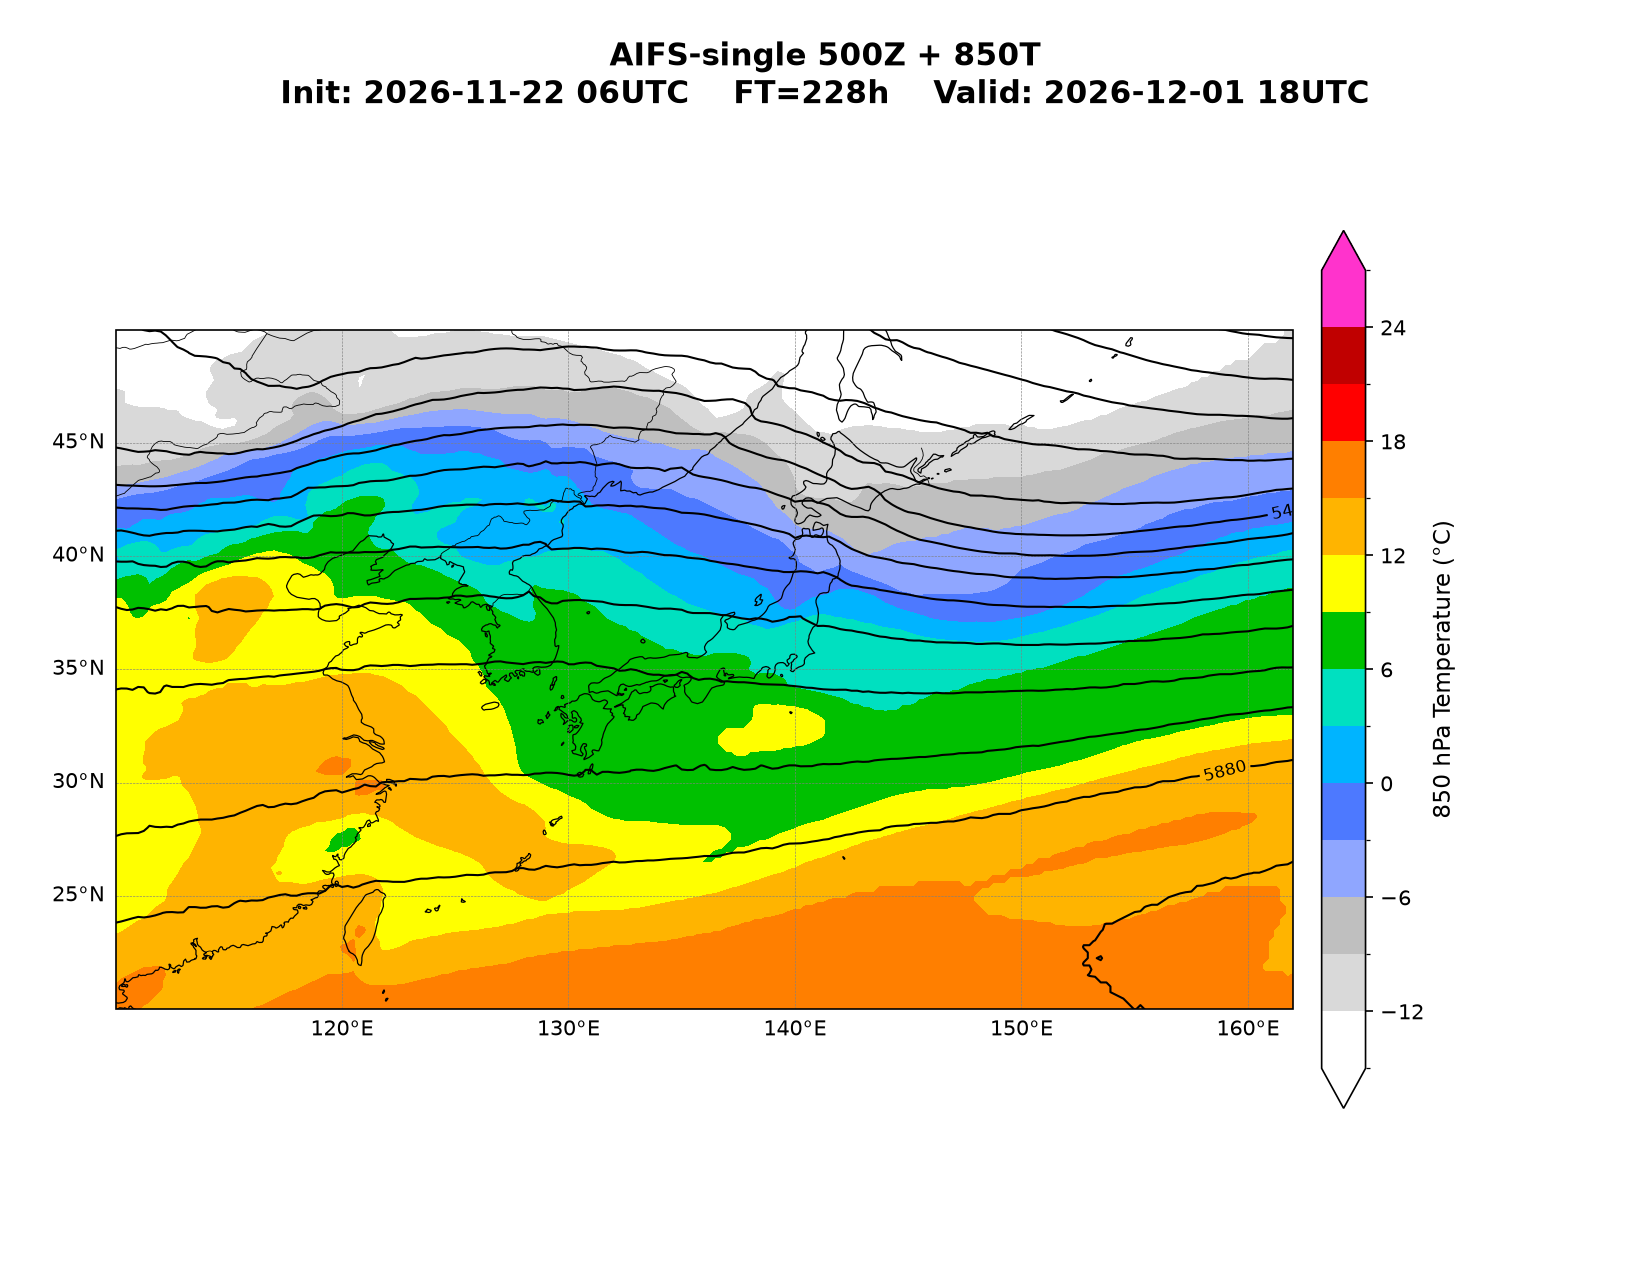 AIFS-single 500Z + 850T
Init: 2026-11-22 06UTC    FT=228h    Valid: 2026-12-01 18UTC
24
18
12
6
0
−6
−12
850 hPa Temperature (°C)
45°N
40°N
35°N
30°N
25°N
54
5880
120°E
130°E
140°E
150°E
160°E